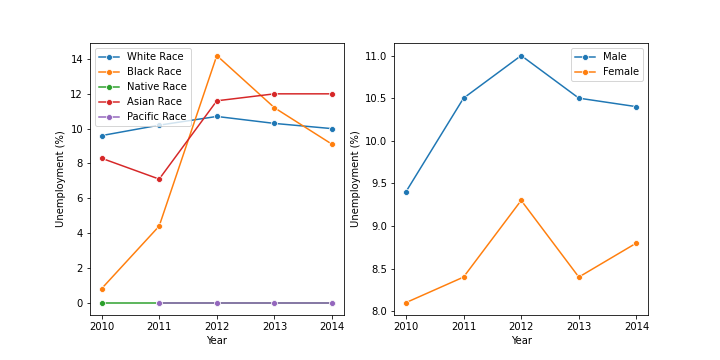 14
12
10
8
6
4
2
0
Unemployment (%)
White Race
Black Race
Native Race
Asian Race
Pacific Race
2010 2011 2012 2013 2014
Year
11.0
10.5
10.0
9.5
9.0
8.5
8.0
Unemployment (%)
Male
Female
2010 2011 2012 2013 2014
Year